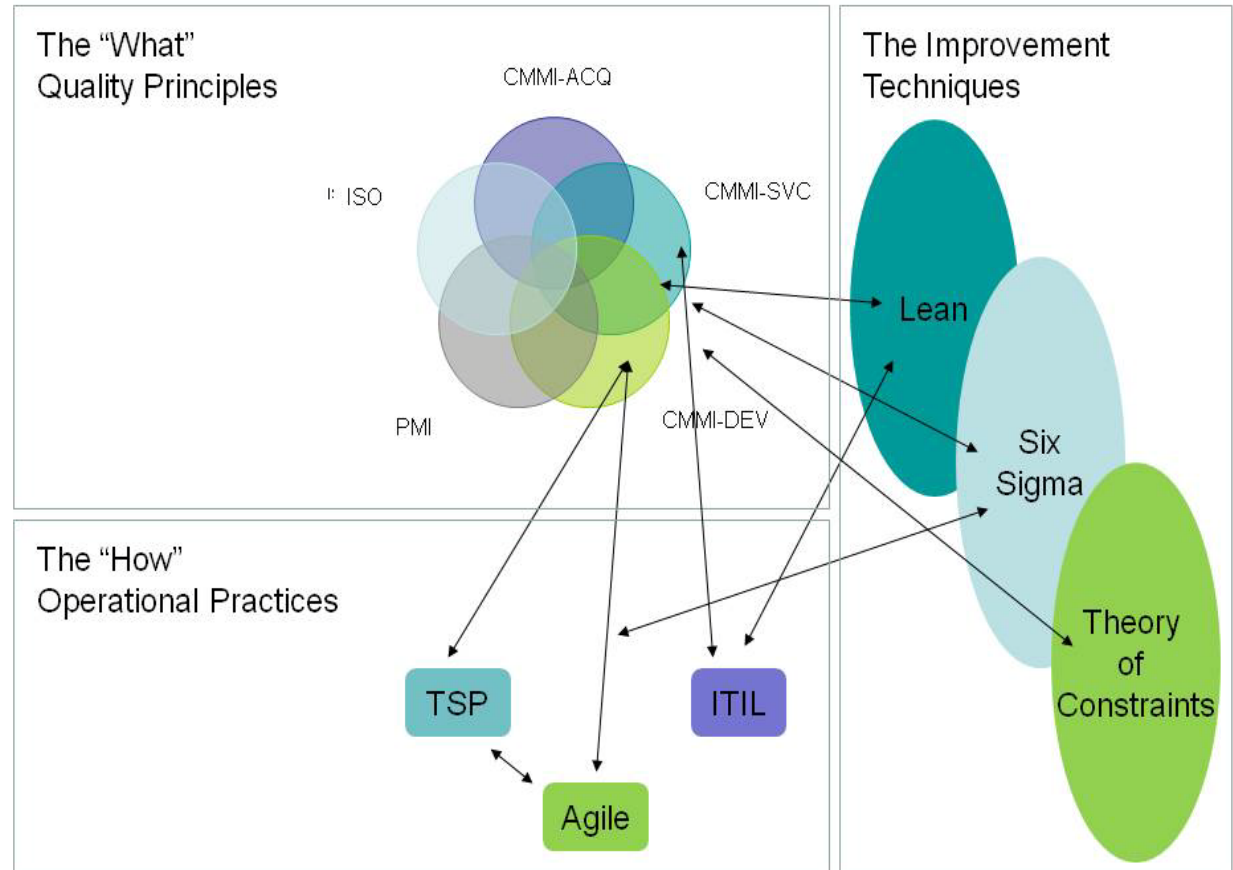 The “What”
Quality Principles
CMMI-ACQ
I: ISO
CMMI-SVC
PMI
CMMI-DEV
The Improvement
Techniques
Lean
Six
Sigma
Theory
of
Constraints
The “How”
Operational Practices
TSP
ITIL
Agile